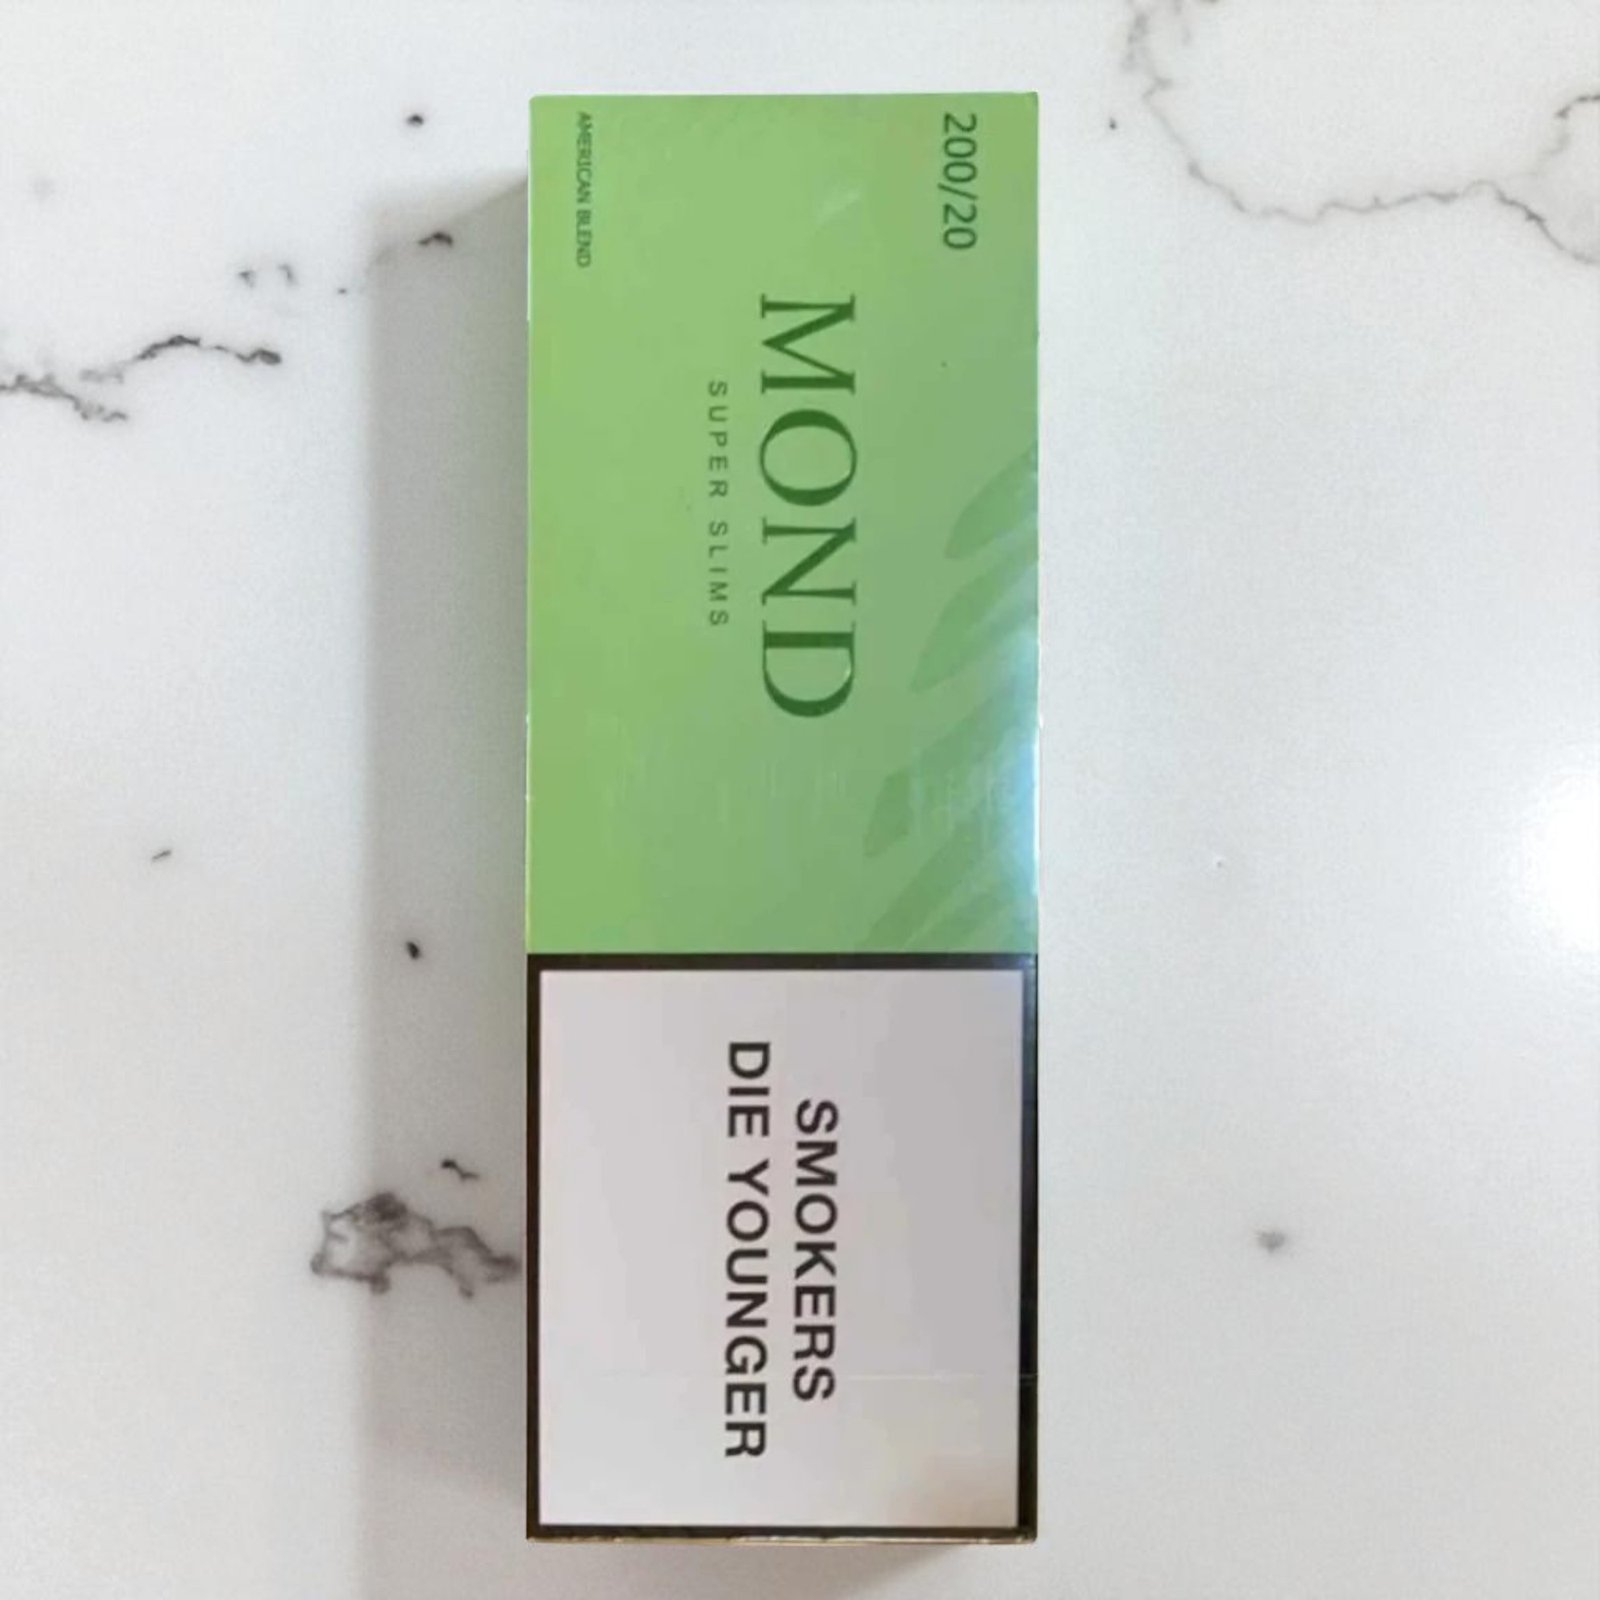 200/20
MOND
SUPER SLIMS
AMERICAN BLEND
SMOKERS
DIE YOUNGER